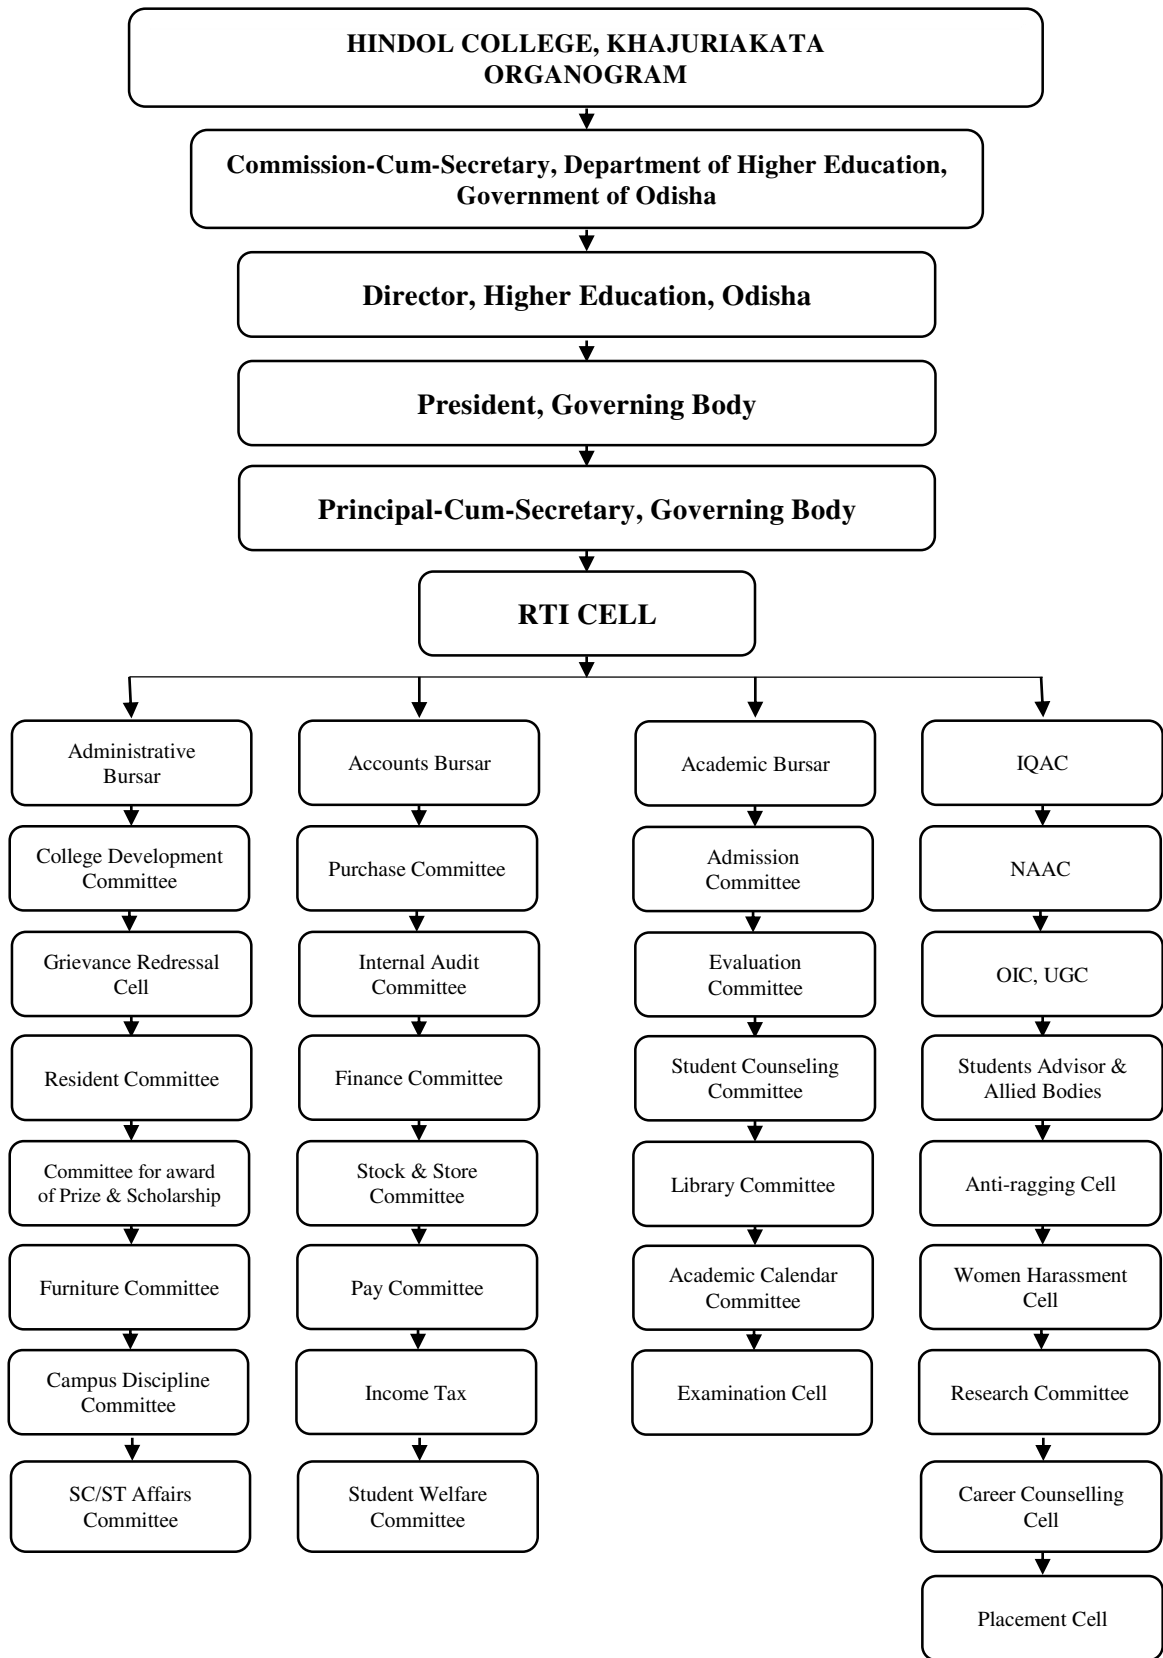 HINDOL COLLEGE, KHAJURIAKATA
ORGANOGRAM
Commission-Cum-Secretary, Department of Higher Education,
Government of Odisha
Director, Higher Education, Odisha
President, Governing Body
Principal-Cum-Secretary, Governing Body
RTI CELL
Administrative
Bursar
College Development
Committee
Grievance Redressal
Cell
Resident Committee
Committee for award
of Prize & Scholarship
Furniture Committee
Campus Discipline
Committee
SC/ST Affairs
Committee
Accounts Bursar
Purchase Committee
Internal Audit
Committee
Finance Committee
Stock & Store
Committee
Pay Committee
Income Tax
Student Welfare
Committee
Academic Bursar
Admission
Committee
Evaluation
Committee
Student Counseling
Committee
Library Committee
Academic Calendar
Committee
Examination Cell
IQAC
NAAC
OIC, UGC
Students Advisor &
Allied Bodies
Anti-ragging Cell
Women Harassment
Cell
Research Committee
Career Counselling
Cell
Placement Cell